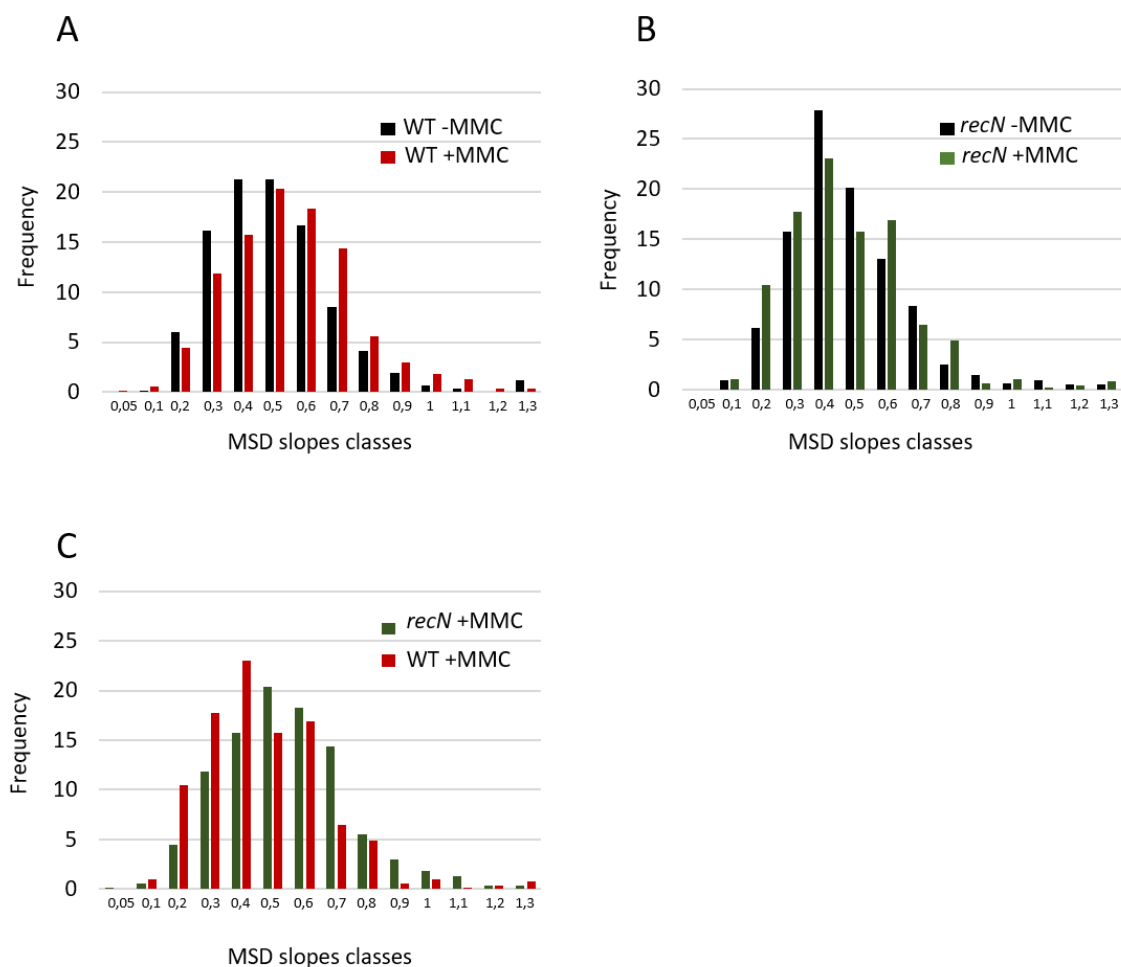 A
30
25
20
15
10
5
0
Frequency
WT -MMC
WT +MMC
0,05 0,1 0,2 0,3 0,4 0,5 0,6 0,7 0,8 0,9 1 1,1 1,2 1,3
MSD slopes classes
B
30
25
20
15
10
5
0
Frequency
recN -MMC
recN +MMC
0,05 0,1 0,2 0,3 0,4 0,5 0,6 0,7 0,8 0,9 1 1,1 1,2 1,3
MSD slopes classes
C
30
25
20
15
10
5
0
Frequency
recN +MMC
WT +MMC
0,05 0,1 0,2 0,3 0,4 0,5 0,6 0,7 0,8 0,9 1 1,1 1,2 1,3
MSD slopes classes